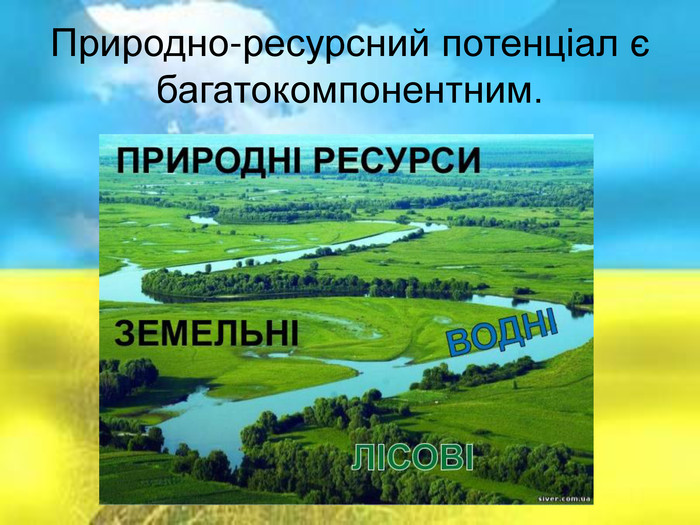 Природно-ресурсний потенціал є
багатокомпонентним.
ПРИРОДНІ РЕСУРСИ
ЗЕМЕЛЬНІ
ВОДНІ
ЛІСОВІ
siver.com.ua